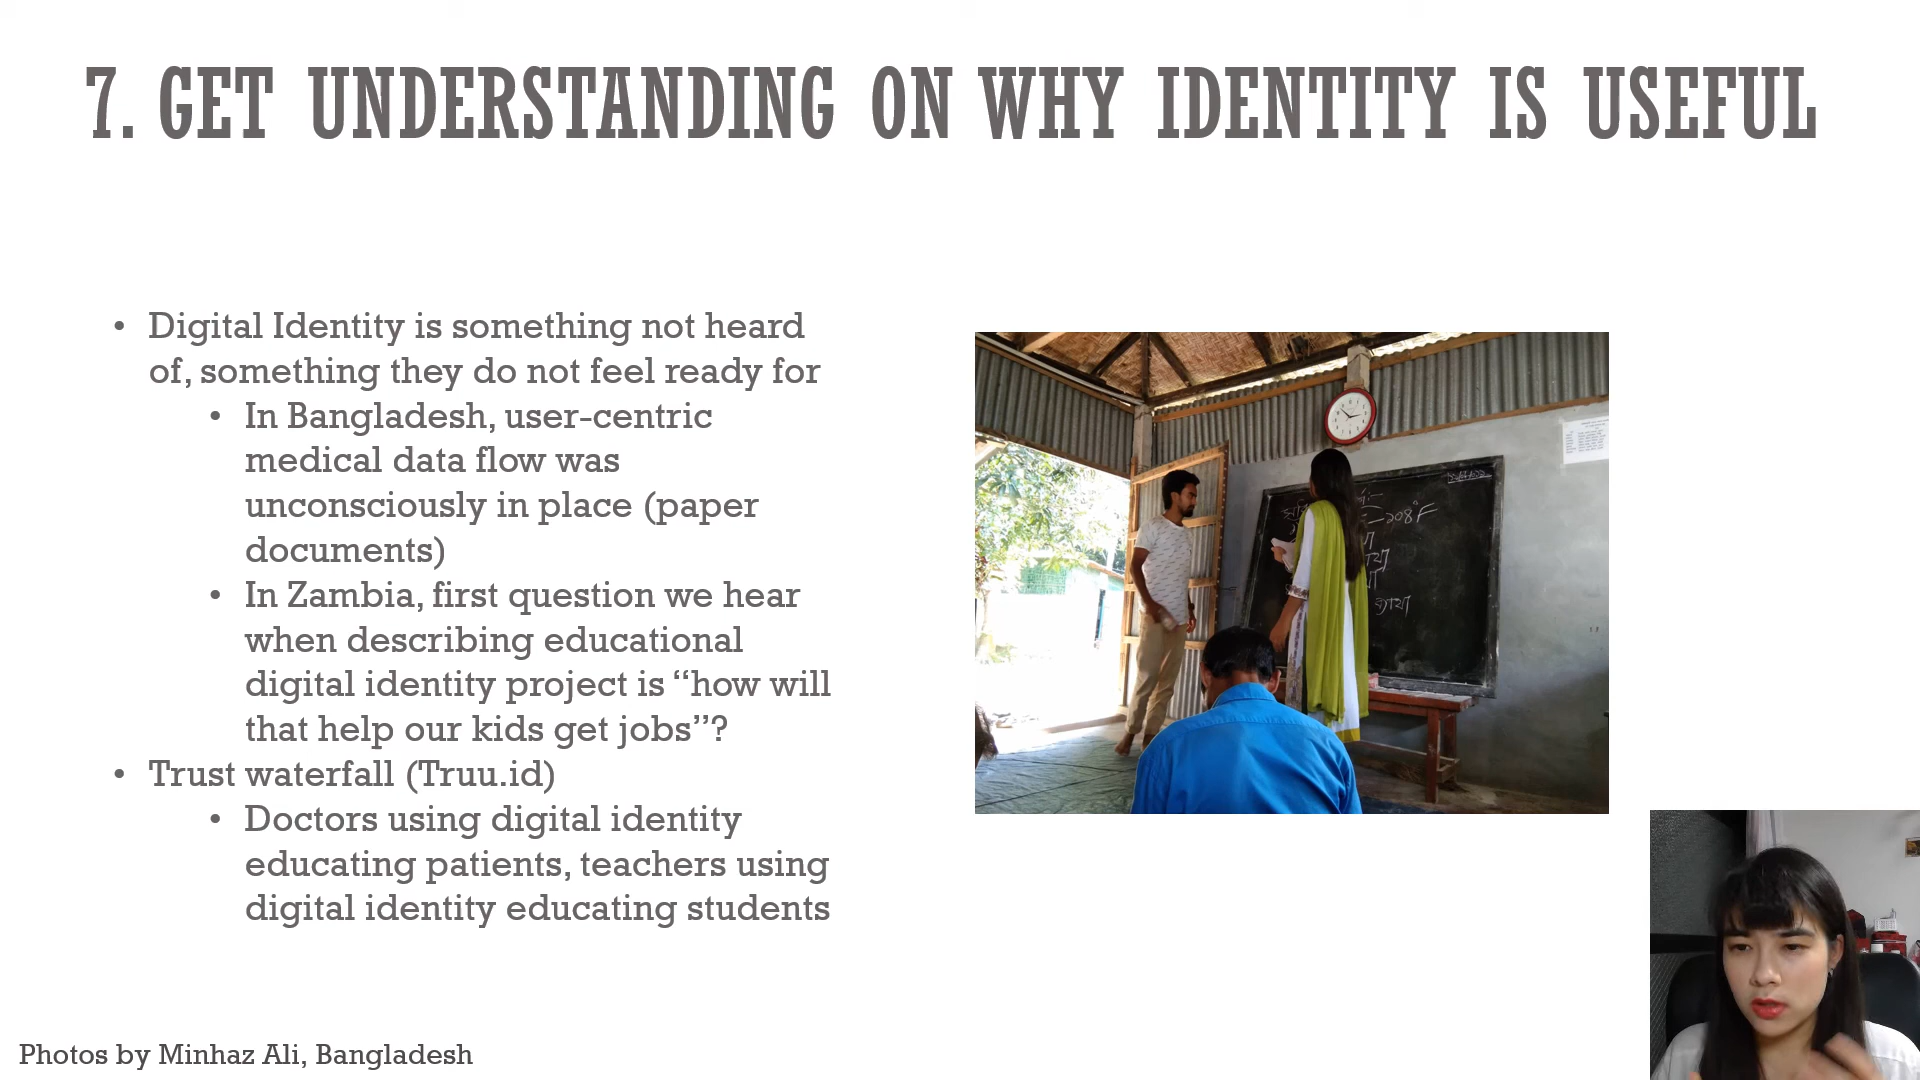 7. GET UNDERSTANDING ON WHY IDENTITY IS USEFUL
• Digital Identity is something not heard
of, something they do not feel ready for
• In Bangladesh, user-centric
medical data flow was
unconsciously in place (paper
documents)
• In Zambia, first question we hear
when describing educational
digital identity project is “how will
that help our kids get jobs”?
• Trust waterfall (Truu.id)
• Doctors using digital identity
educating patients, teachers using
digital identity educating students
–১০৪°F
Photos by Minhaz Ali, Bangladesh